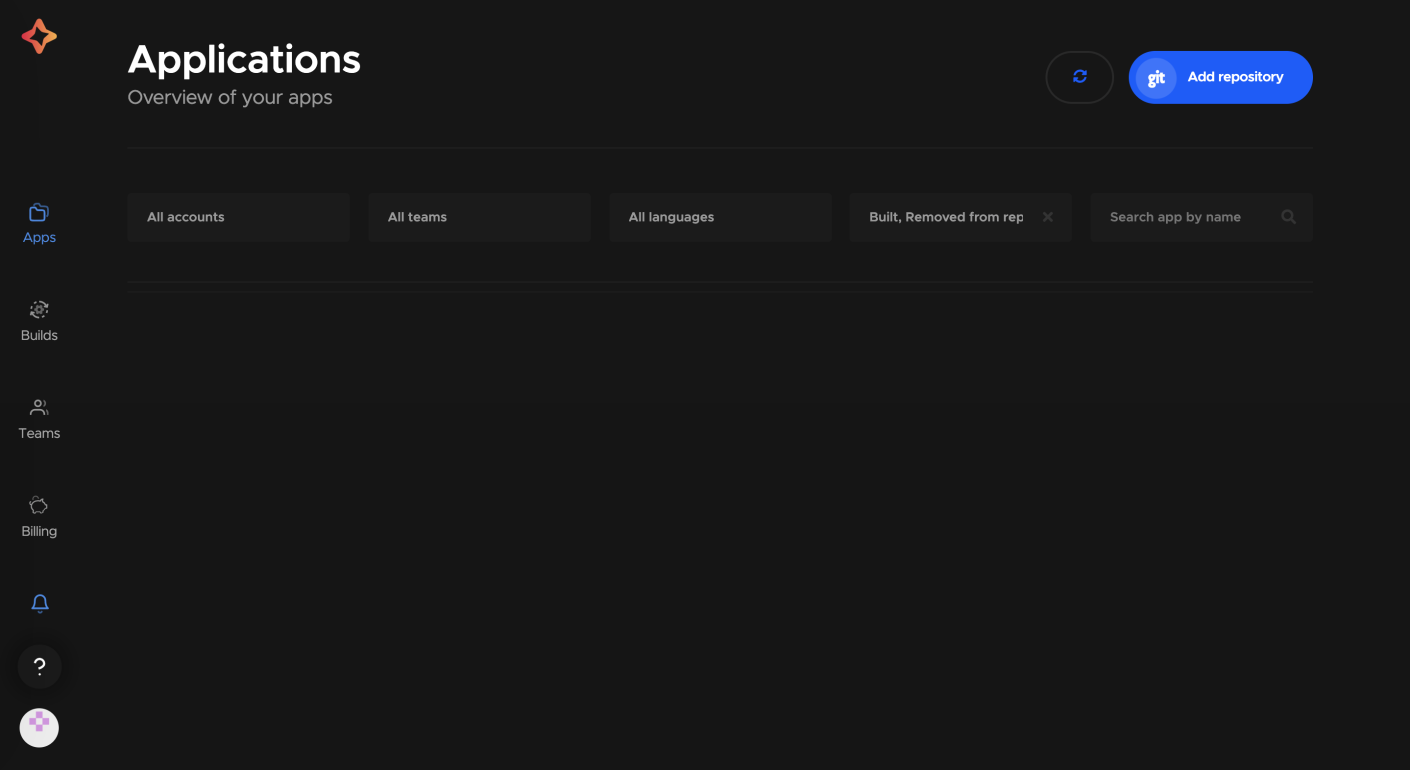 Applications
Overview of your apps
git
Add repository
All accounts
All teams
All languages
Built, Removed from rep
Search app by name
Apps
Builds
Teams
Billing
?